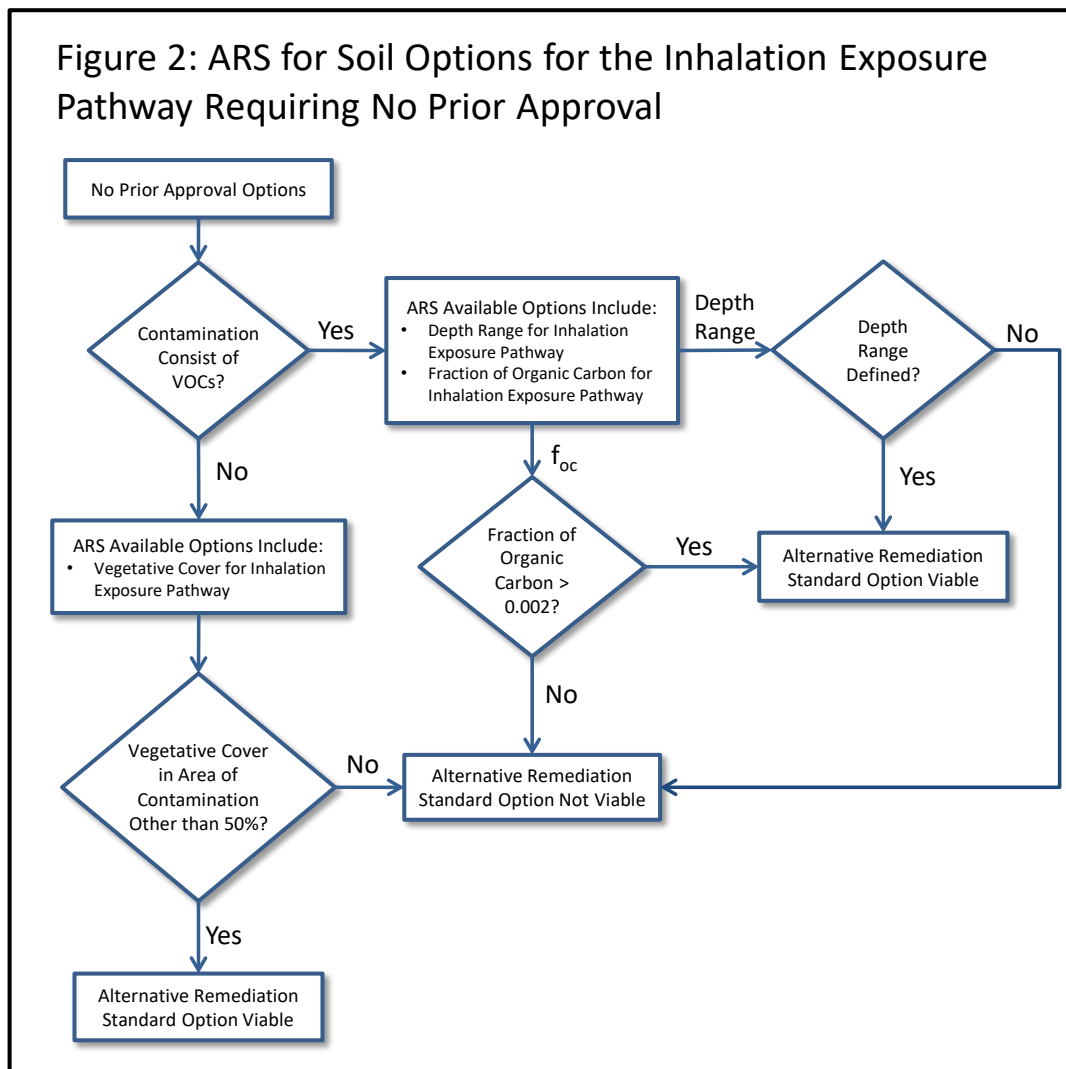 Figure 2: ARS for Soil Options for the Inhalation Exposure
Pathway Requiring No Prior Approval
No Prior Approval Options
Contamination
Consist of
VOCs?
Yes
ARS Available Options Include:
• Depth Range for Inhalation
Exposure Pathway
• Fraction of Organic Carbon for
Inhalation Exposure Pathway
Depth
Range
Depth
Range
Defined?
No
No
foc
Yes
ARS Available Options Include:
• Vegetative Cover for Inhalation
Exposure Pathway
Fraction of
Organic
Carbon >
0.002?
Yes
Alternative Remediation
Standard Option Viable
No
Vegetative Cover
in Area of
Contamination
Other than 50%?
No
Alternative Remediation
Standard Option Not Viable
Yes
Alternative Remediation
Standard Option Viable